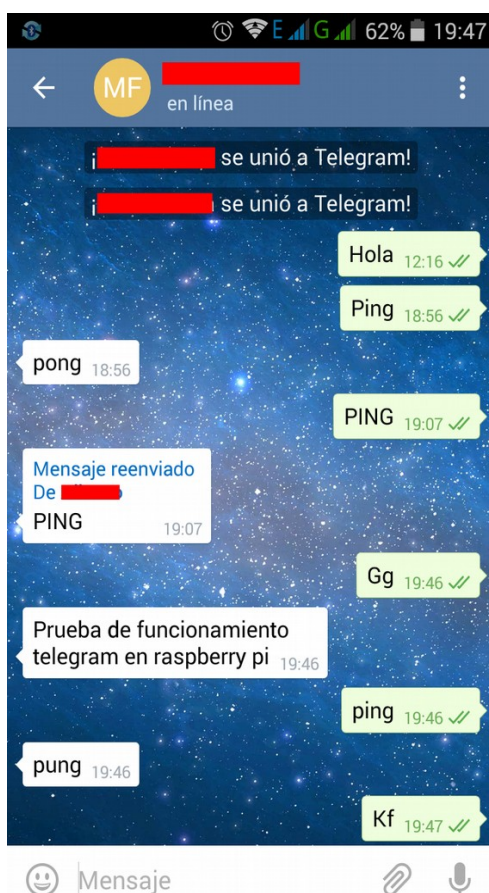 E G 62% 19:47
MF
en línea
¡ se unió a Telegram!
¡ se unió a Telegram!
Hola 12:16
Ping 18:56
pong 18:56
PING 19:07
Mensaje reenviado
De
PING 19:07
Gg 19:46
Prueba de funcionamiento
telegram en raspberry pi 19:46
ping 19:46
pung 19:46
Kf 19:47
Mensaje